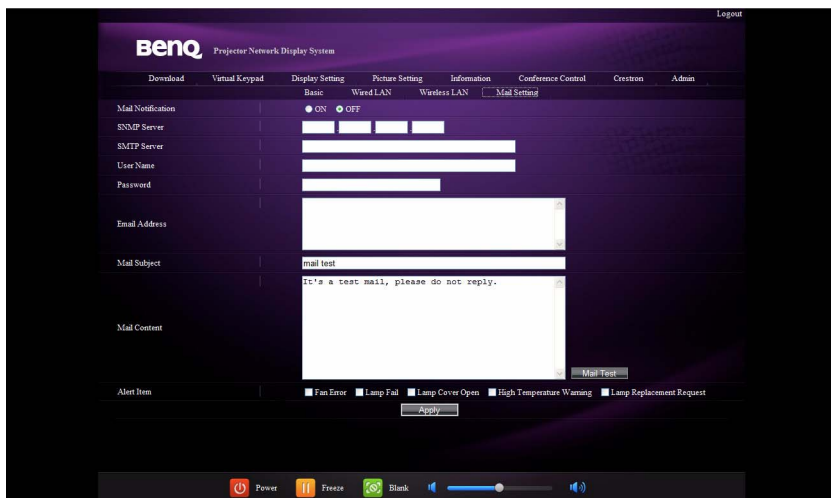 Logout
BenQ Projector Network Display System
Download Virtual Keypad Display Setting Picture Setting Information Conference Control Crestron Admin
Basic Wired LAN Wireless LAN Mail Setting
Mail Notification ON OFF
SNMP Server . . .
SMTP Server
User Name
Password
Email Address
Mail Subject mail test
It's a test mail, please do not reply.
Mail Content
Mail Test
Alert Item Fan Error Lamp Fail Lamp Cover Open High Temperature Warning Lamp Replacement Request
Apply
Power Freeze Blank